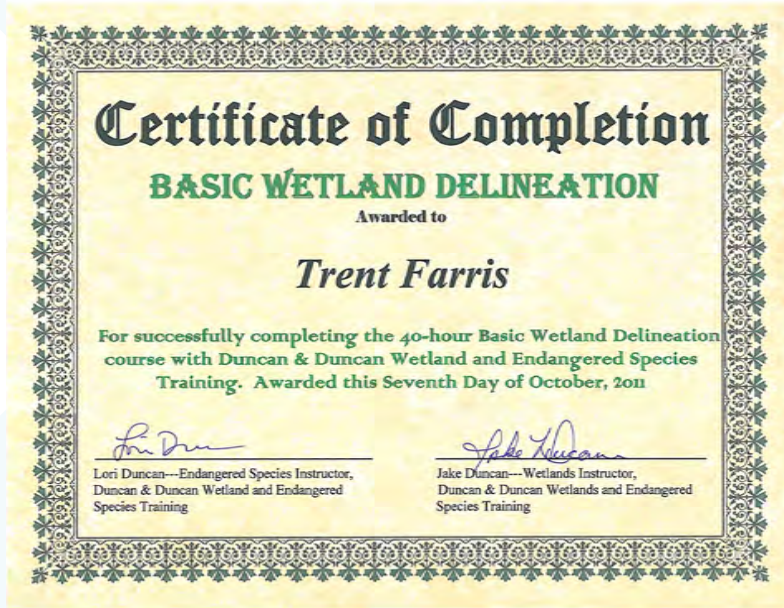 Certificate of Completion
BASIC WETLAND DELINEATION
Awarded to
Trent Farris
For successfully completing the 40-hour Basic Wetland Delineation
course with Duncan & Duncan Wetland and Endangered Species
Training. Awarded this Seventh Day of October, 2011
Lori Duncan---Endangered Species Instructor,
Duncan & Duncan Wetland and Endangered
Species Training
Jake Duncan---Wetlands Instructor,
Duncan & Duncan Wetlands and Endangered
Species Training